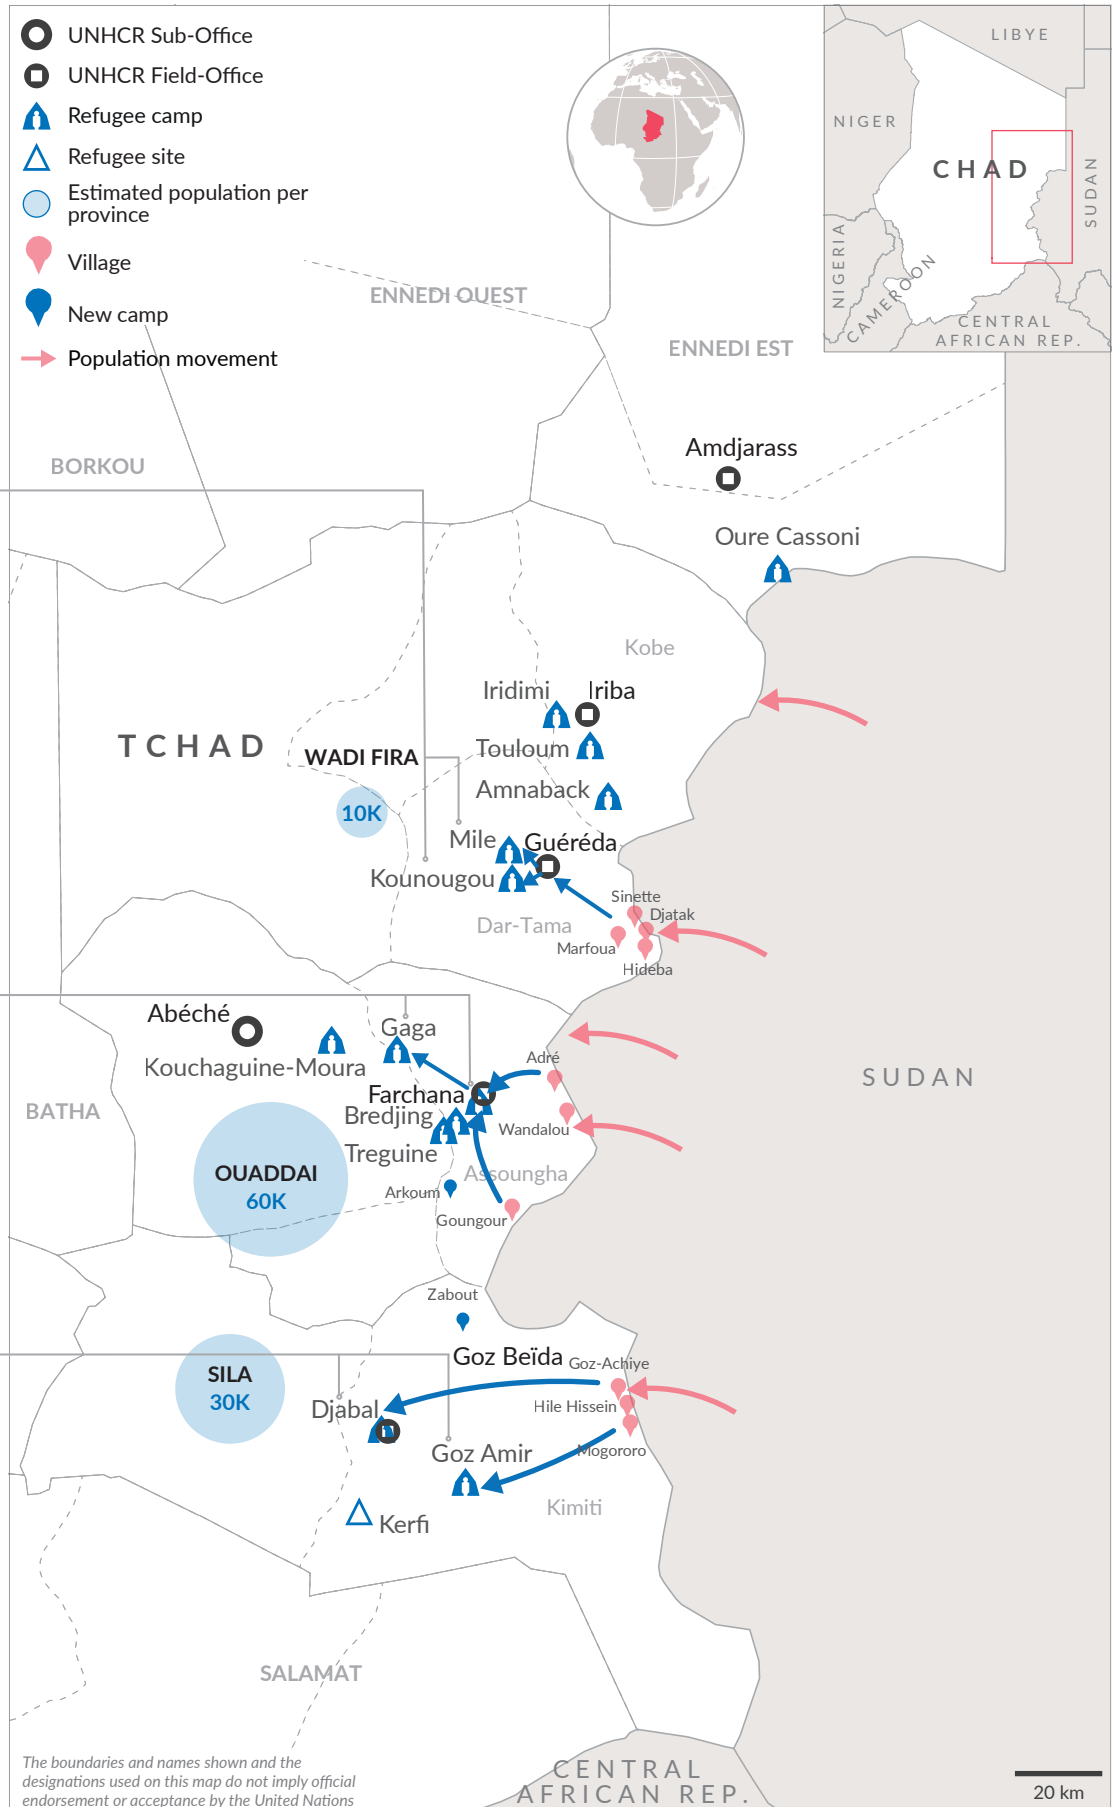 UNHCR Sub-Office
UNHCR Field-Office
Refugee camp
Refugee site
Estimated population per
province
Village
New camp
Population movement
LIBYE
NIGER
CHAD
SUDAN
NIGERIA
CAMEROON
CENTRAL
AFRICAN REP.
ENNEDI OUEST
ENNEDI EST
BORKOU
Amdjarass
Oure Cassoni
Kobe
Iridimi
Iriba
TCHAD
WADI FIRA
Touloum
10K
Amnaback
Mile
Guéréda
Kounougou
Sinette
Djatak
Dar-Tama
Marfoua
Hideba
Abéché
Gaga
Kouchaguine-Moura
Adré
SUDAN
Farchana
BATHA
Bredjing
Wandalou
Treguine
OUADDAI
60K
Assoungha
Arkoum
Goungour
Zabout
Goz Beïda
Goz-Achiye
SILA
30K
Djabal
Hile Hissein
Goz Amir
Mogororo
Kimiti
Kerfi
SALAMAT
The boundaries and names shown and the
designations used on this map do not imply official
endorsement or acceptance by the United Nations
CENTRAL
AFRICAN REP.
20 km